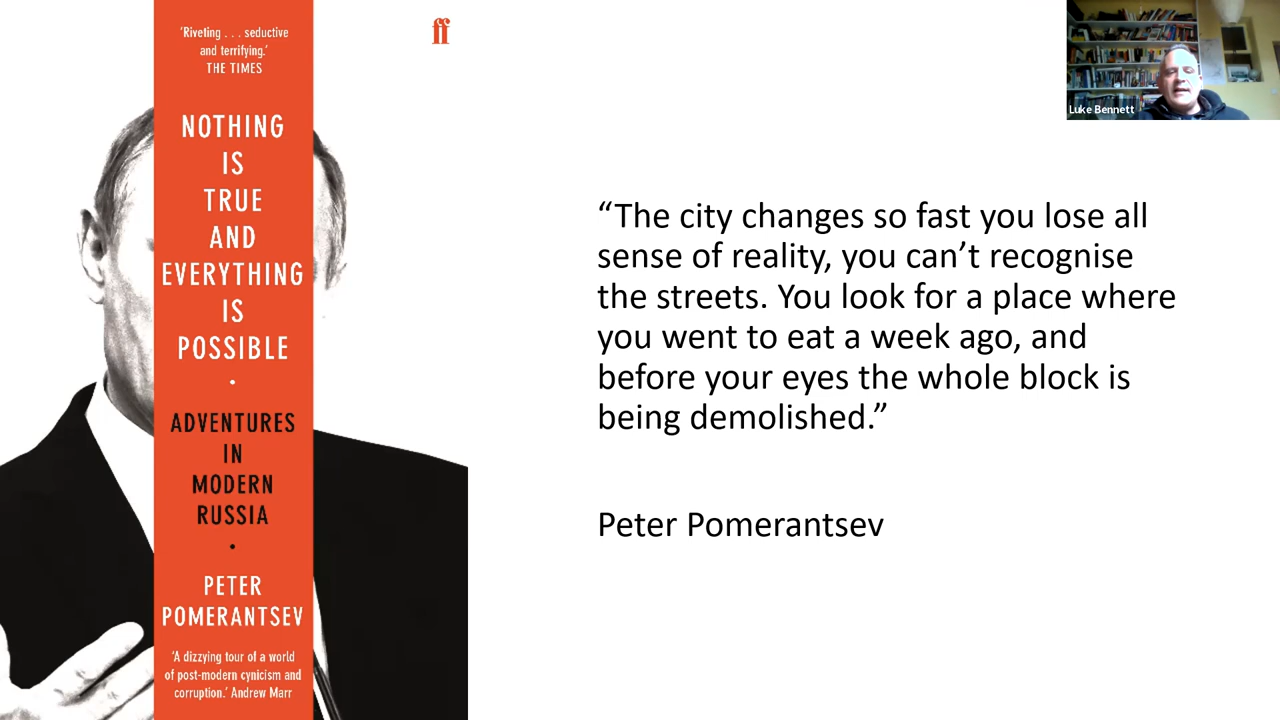 ‘Riveting . . . seductive
and terrifying.’
THE TIMES
ff
NOTHING
IS
TRUE
AND
EVERYTHING
IS
POSSIBLE
•
ADVENTURES
IN
MODERN
RUSSIA
•
PETER
POMERANTSEV
‘A dizzying tour of a world
of post-modern cynicism and
corruption.’ Andrew Marr
“The city changes so fast you lose all
sense of reality, you can’t recognise
the streets. You look for a place where
you went to eat a week ago, and
before your eyes the whole block is
being demolished.”
Peter Pomerantsev
Luke Bennett